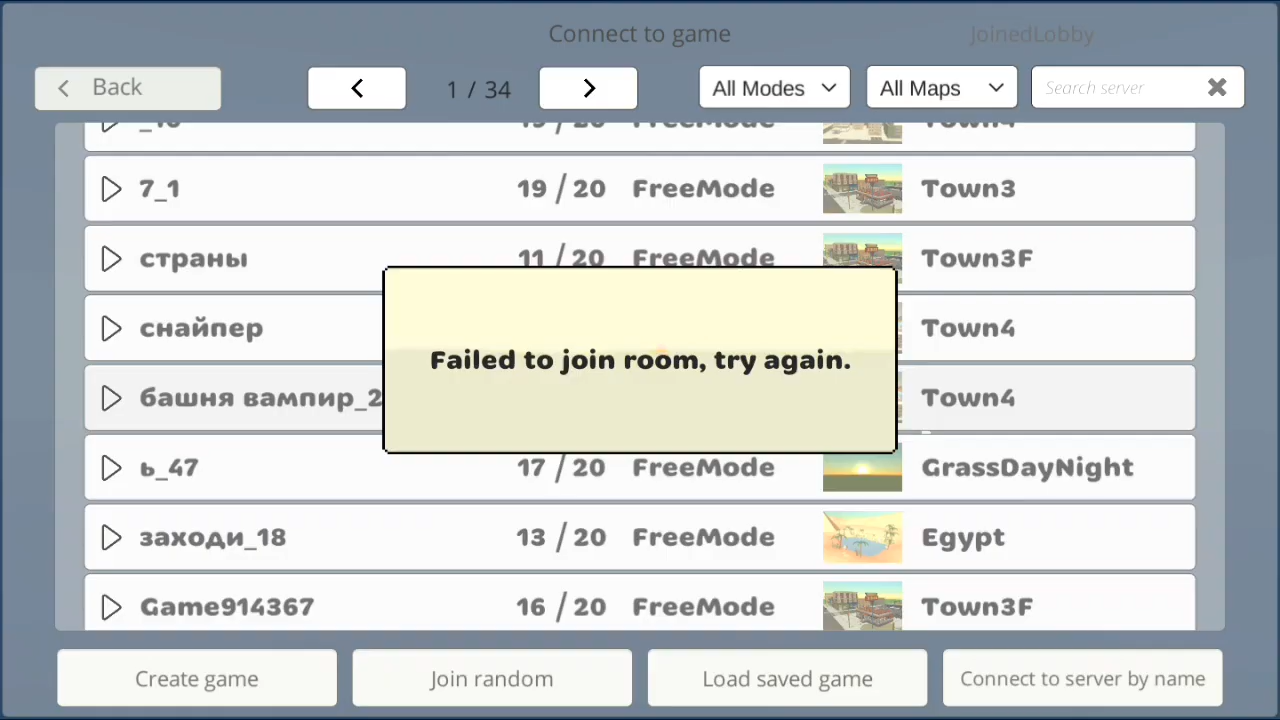 Connect to game
JoinedLobby
Back
1 / 34
All Modes
All Maps
Search server
7_1 19 / 20 FreeMode Town3
страны 11 / 20 FreeMode Town3F
снайпер Town4
башня вампир_2 Town4
ь_47 17 / 20 FreeMode GrassDayNight
заходи_18 13 / 20 FreeMode Egypt
Game914367 16 / 20 FreeMode Town3F
Failed to join room, try again.
Create game
Join random
Load saved game
Connect to server by name